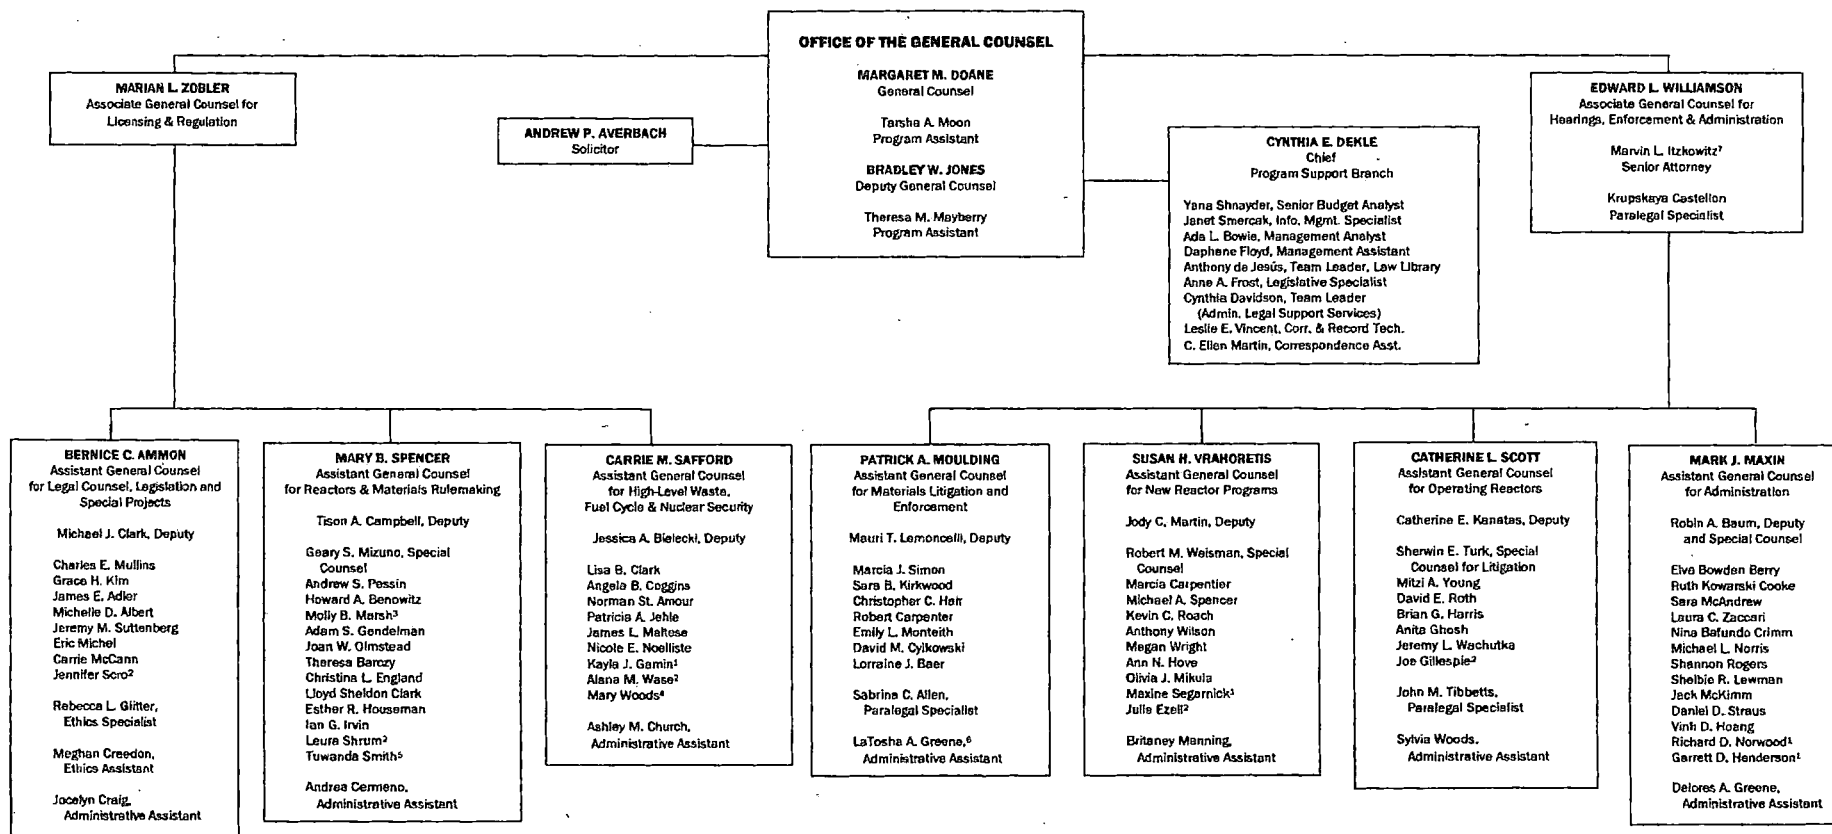 OFFICE OF THE GENERAL COUNSEL
MARGARET M. DOANE
General Counsel
Tarsha A. Moon
Program Assistant
BRADLEY W. JONES
Deputy General Counsel
Theresa M. Mayberry
Program Assistant
MARIAN L. ZOBLER
Associate General Counsel for
Licensing & Regulation
ANDREW P. AVERBACH
Solicitor
CYNTHIA E. DEKLE
Chief
Program Support Branch
Yana Shnayder, Senior Budget Analyst
Janet Smercak, Info. Mgmt. Specialist
Ada L. Bowie, Management Analyst
Daphene Floyd, Management Assistant
Anthony de Jesús, Team Leader, Law Library
Anne A. Frost, Legislative Specialist
Cynthia Davidson, Team Leader
(Admin. Legal Support Services)
Leslie E. Vincent, Corr. & Record Tech.
C. Ellen Martin, Correspondence Asst.
EDWARD L. WILLIAMSON
Associate General Counsel for
Hearings, Enforcement & Administration
Marvin L. Itzkowitz⁷
Senior Attorney
Krupskaya Castellon
Paralegal Specialist
BERNICE C. AMMON
Assistant General Counsel
for Legal Counsel, Legislation and
Special Projects
Michael J. Clark, Deputy
Charles E. Mullins
Grace H. Kim
James E. Adler
Michelle D. Albert
Jeremy M. Suttenberg
Eric Michel
Carrie McCann
Jennifer Scro²
Rebecca L. Giitter,
Ethics Specialist
Meghan Creedon,
Ethics Assistant
Jocelyn Craig,
Administrative Assistant
MARY B. SPENCER
Assistant General Counsel
for Reactors & Materials Rulemaking
Tison A. Campbell, Deputy
Geary S. Mizuno, Special
Counsel
Andrew S. Pessin
Howard A. Benowitz
Molly B. Marsh³
Adam S. Gendelman
Joan W. Olmstead
Theresa Barczy
Christina L. England
Lloyd Sheldon Clark
Esther R. Houseman
Ian G. Irvin
Laura Shrum²
Tuwanda Smith⁵
Andrea Cermeno,
Administrative Assistant
CARRIE M. SAFFORD
Assistant General Counsel
for High-Level Waste,
Fuel Cycle & Nuclear Security
Jessica A. Bielecki, Deputy
Lisa B. Clark
Angela B. Coggins
Norman St. Amour
Patricia A. Jehle
James L. Maltese
Nicole E. Noelliste
Kayla J. Gamin¹
Alana M. Wase²
Mary Woods⁴
Ashley M. Church,
Administrative Assistant
PATRICK A. MOULDING
Assistant General Counsel
for Materials Litigation and
Enforcement
Mauri T. Lemoncelli, Deputy
Marcia J. Simon
Sara B. Kirkwood
Christopher C. Hair
Robert Carpenter
Emily L. Monteith
David M. Cylkowski
Lorraine J. Baer
Sabrina C. Allen,
Paralegal Specialist
LaTosha A. Greene,⁶
Administrative Assistant
SUSAN H. VRAHORETIS
Assistant General Counsel
for New Reactor Programs
Jody C. Martin, Deputy
Robert M. Weisman, Special
Counsel
Marcia Carpentier
Michael A. Spencer
Kevin C. Roach
Anthony Wilson
Megan Wright
Ann N. Hove
Olivia J. Mikula
Maxine Segarnick¹
Julie Ezell²
Britaney Manning,
Administrative Assistant
CATHERINE L. SCOTT
Assistant General Counsel
for Operating Reactors
Catherine E. Kanatas, Deputy
Sherwin E. Turk, Special
Counsel for Litigation
Mitzi A. Young
David E. Roth
Brian G. Harris
Anita Ghosh
Jeremy L. Wachutka
Joe Gillespie²
John M. Tibbetts,
Paralegal Specialist
Sylvia Woods,
Administrative Assistant
MARK J. MAXIN
Assistant General Counsel
for Administration
Robin A. Baum, Deputy
and Special Counsel
Elva Bowden Berry
Ruth Kowarski Cooke
Sara McAndrew
Laura C. Zaccari
Nina Bafundo Crimm
Michael L. Norris
Shannon Rogers
Shelbie R. Lewman
Jack McKimm
Daniel D. Straus
Vinh D. Hoang
Richard D. Norwood¹
Garrett D. Henderson¹
Delores A. Greene,
Administrative Assistant